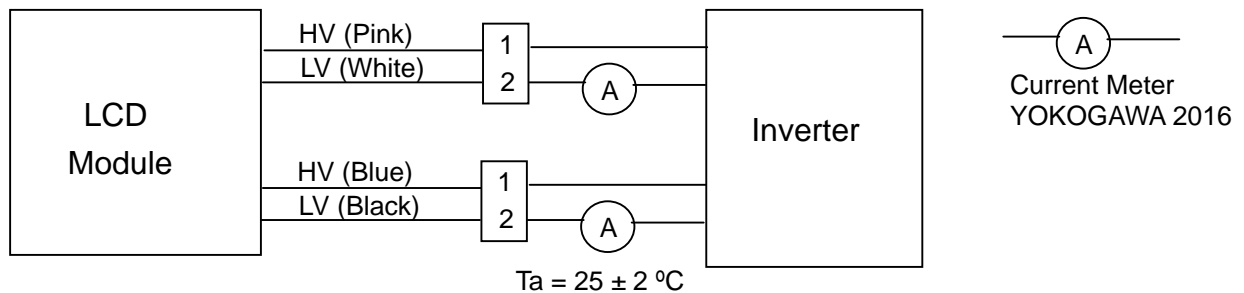 LCD
Module
HV (Pink)
LV (White)
1
2
A
HV (Blue)
LV (Black)
1
2
A
Ta = 25 ± 2 ºC
Inverter
A
Current Meter
YOKOGAWA 2016